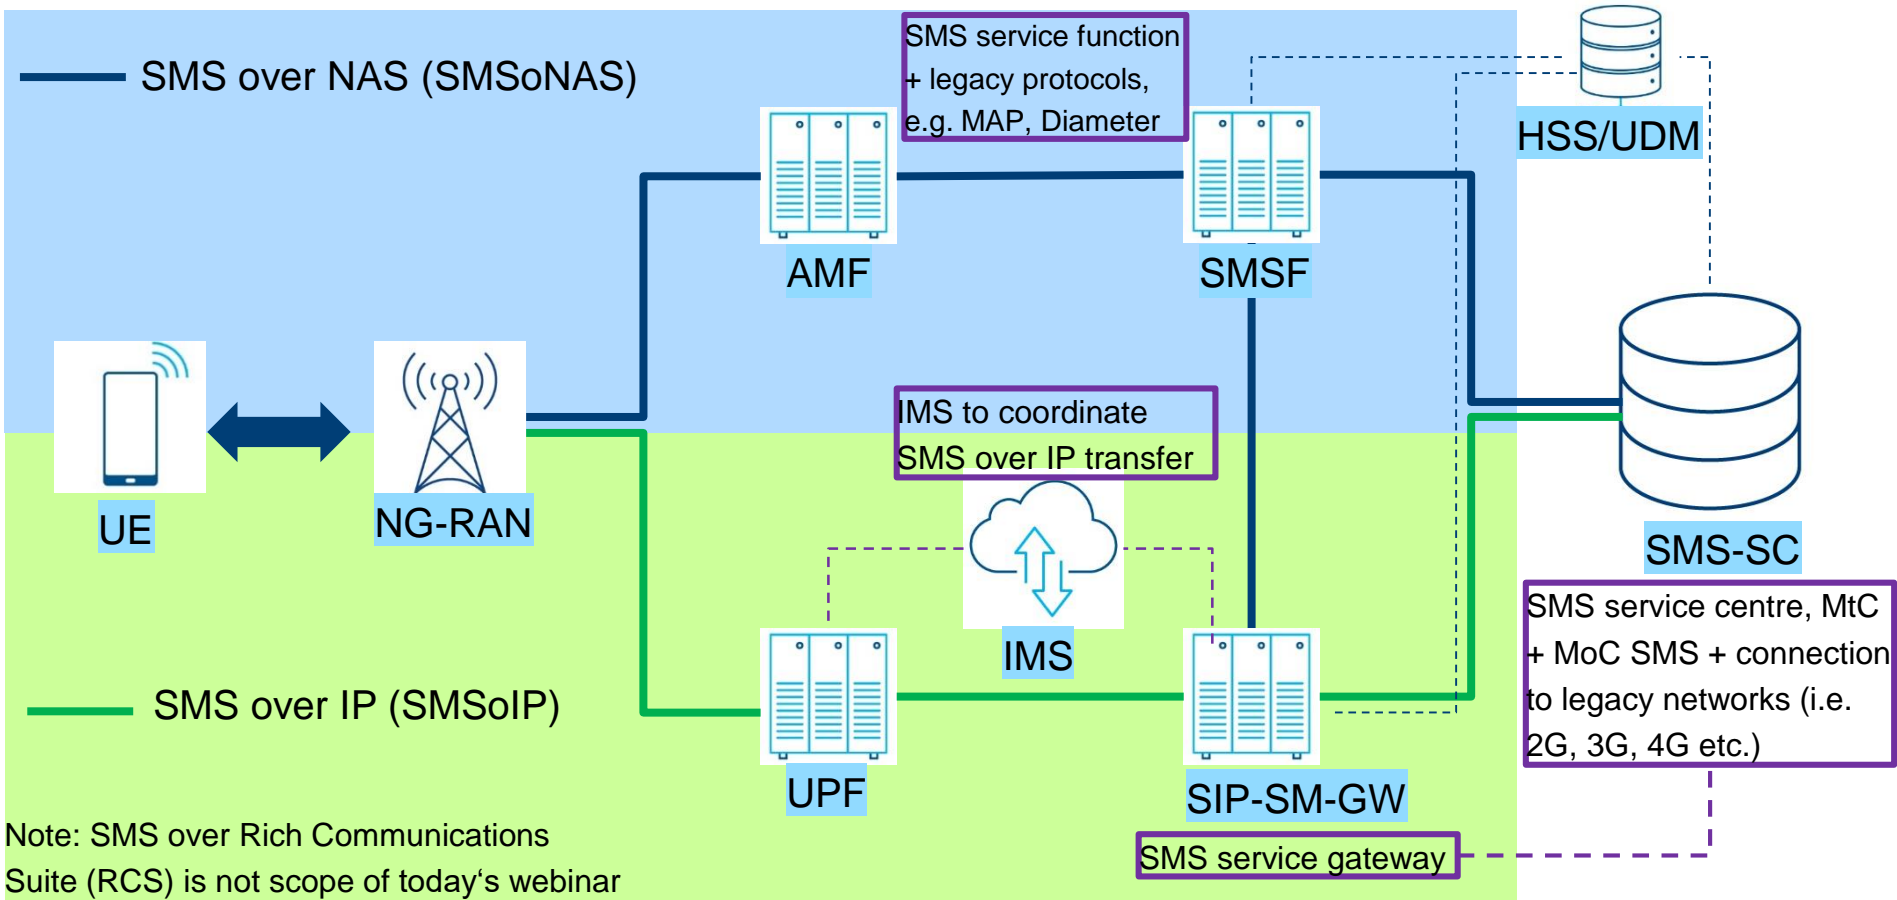 SMS over NAS (SMSoNAS)
SMS service function
+ legacy protocols,
e.g. MAP, Diameter
HSS/UDM
AMF
SMSF
UE
NG-RAN
IMS to coordinate
SMS over IP transfer
IMS
SMS-SC
SMS service centre, MtC
+ MoC SMS + connection
to legacy networks (i.e.
2G, 3G, 4G etc.)
SMS over IP (SMSoIP)
UPF
SIP-SM-GW
SMS service gateway
Note: SMS over Rich Communications
Suite (RCS) is not scope of today‘s webinar